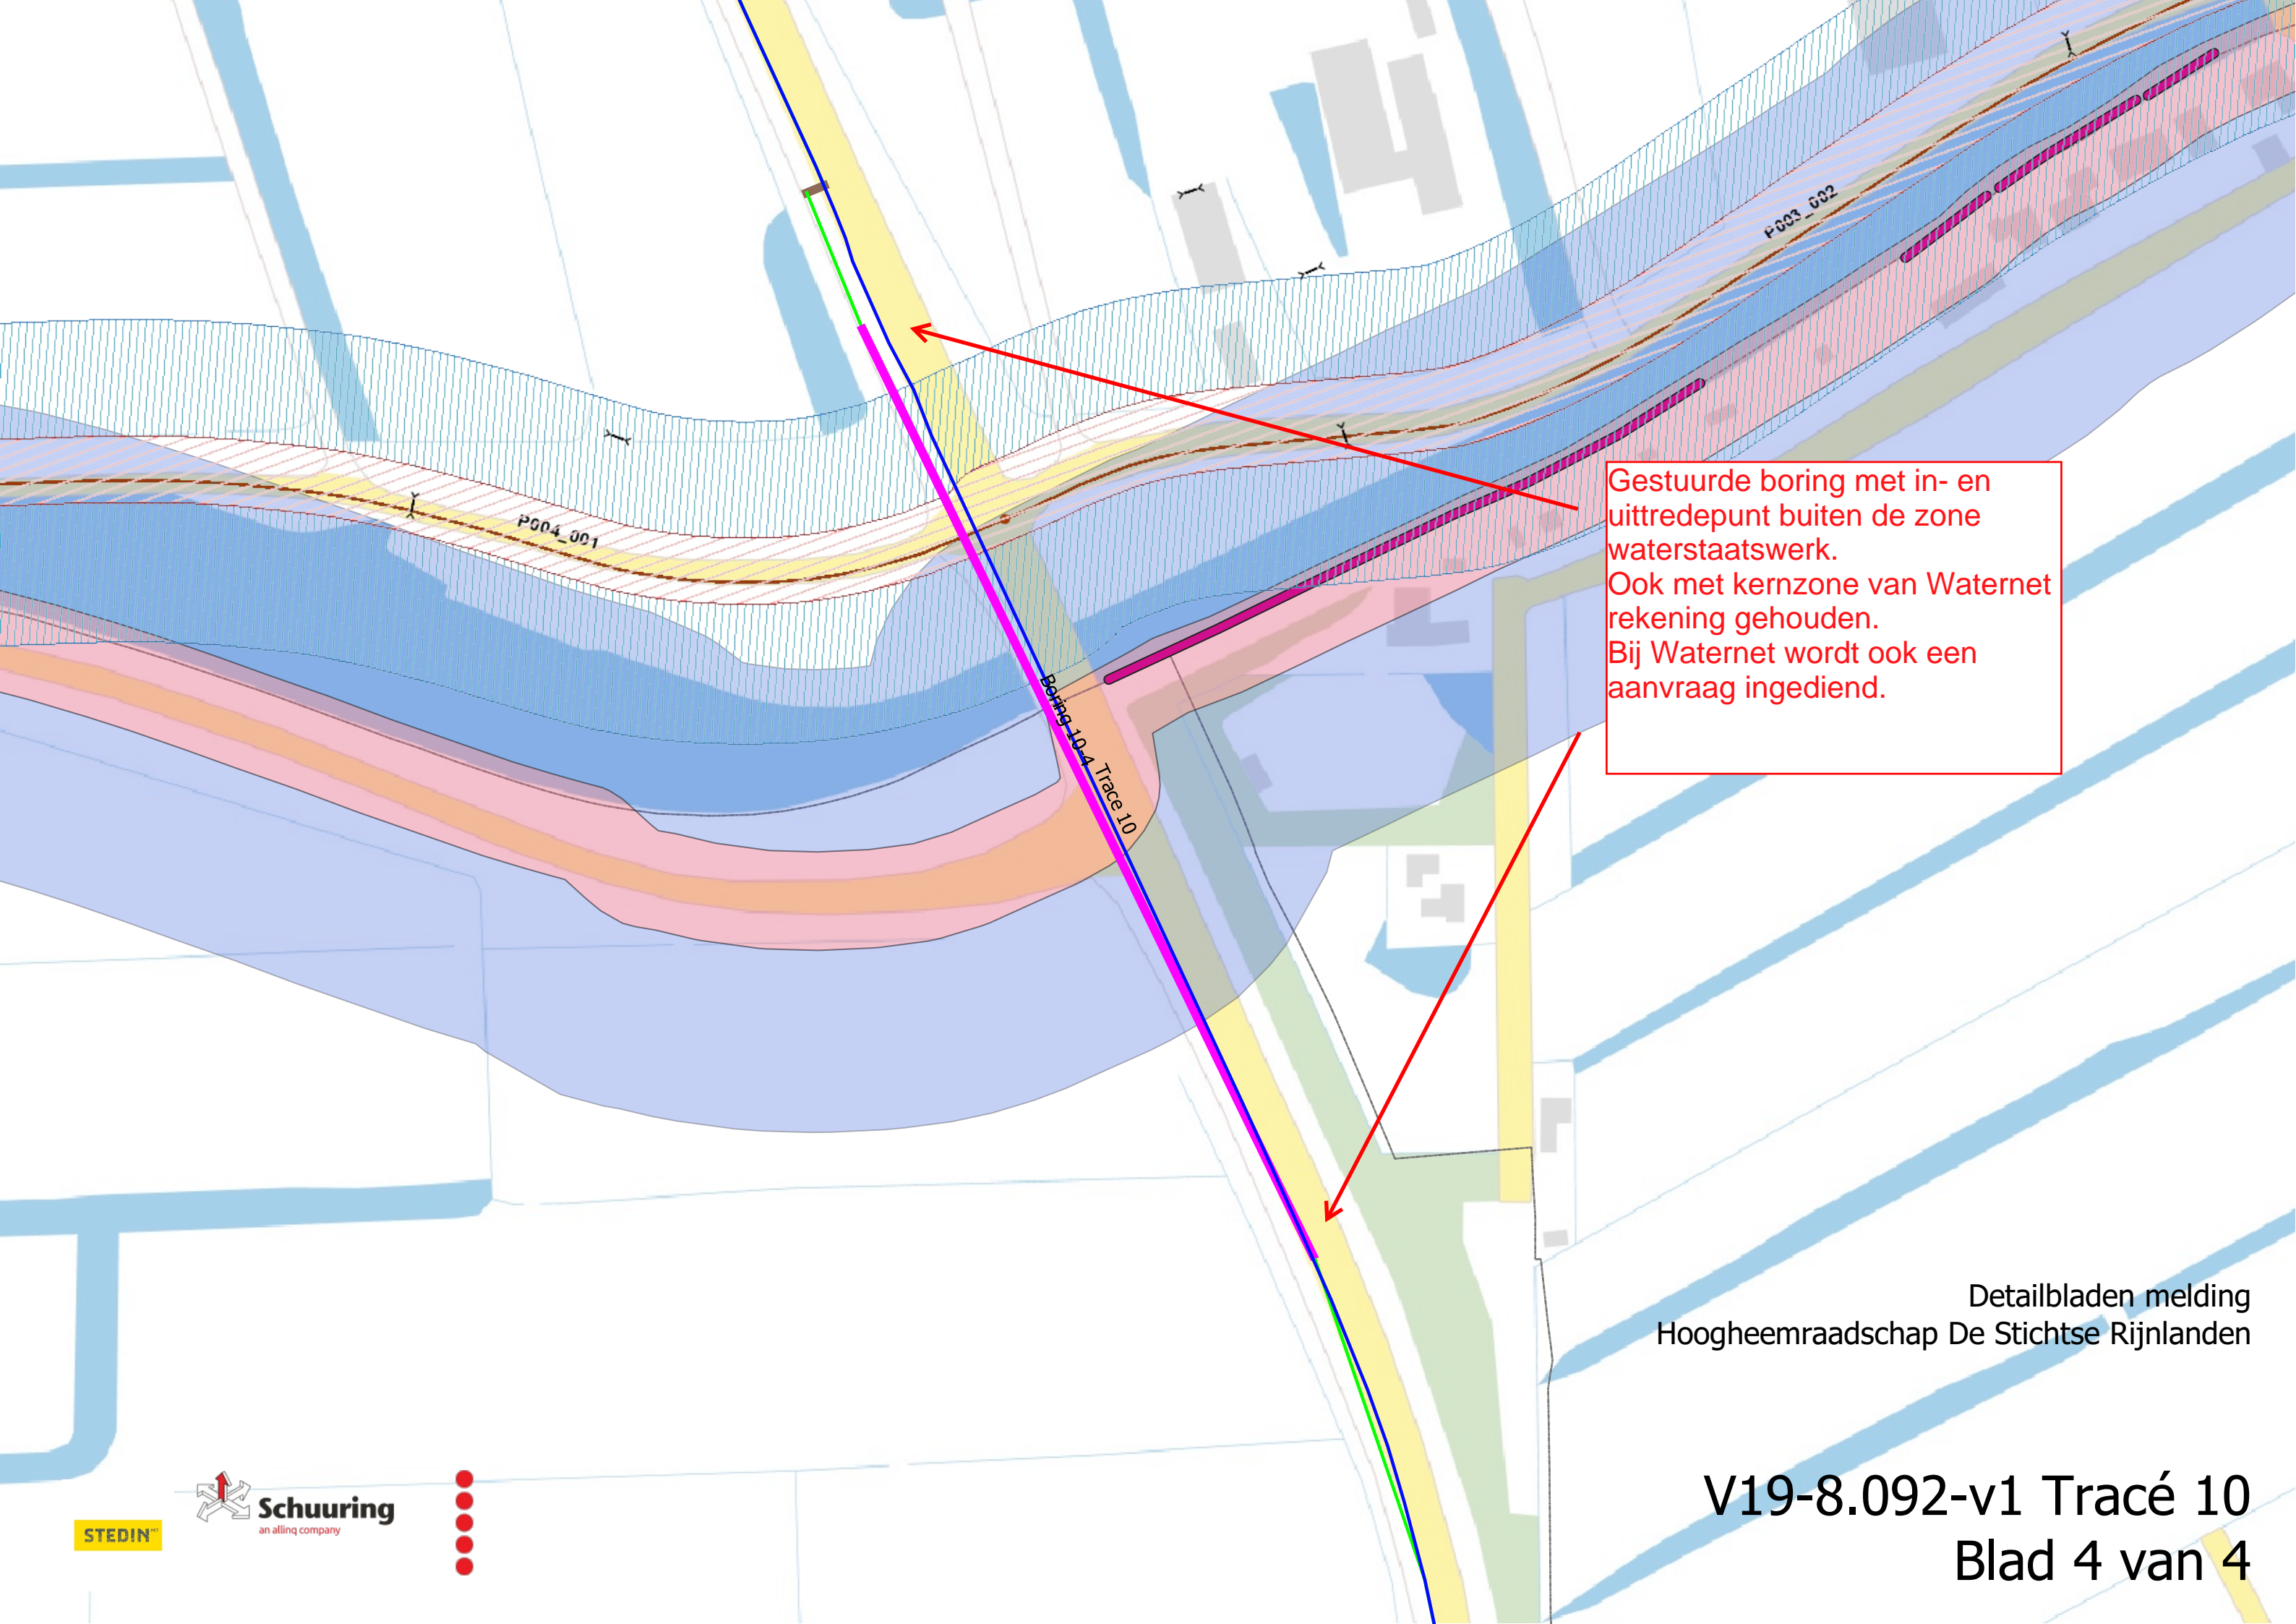 P003_002
P004_001
Gestuurde boring met in- en
uittredepunt buiten de zone
waterstaatswerk.
Ook met kernzone van Waternet
rekening gehouden.
Bij Waternet wordt ook een
aanvraag ingediend.
Boring 10-4 Trace 10
Detailbladen melding
Hoogheemraadschap De Stichtse Rijnlanden
V19-8.092-v1 Tracé 10
Blad 4 van 4
STEDIN
Schuuring
an allinq company